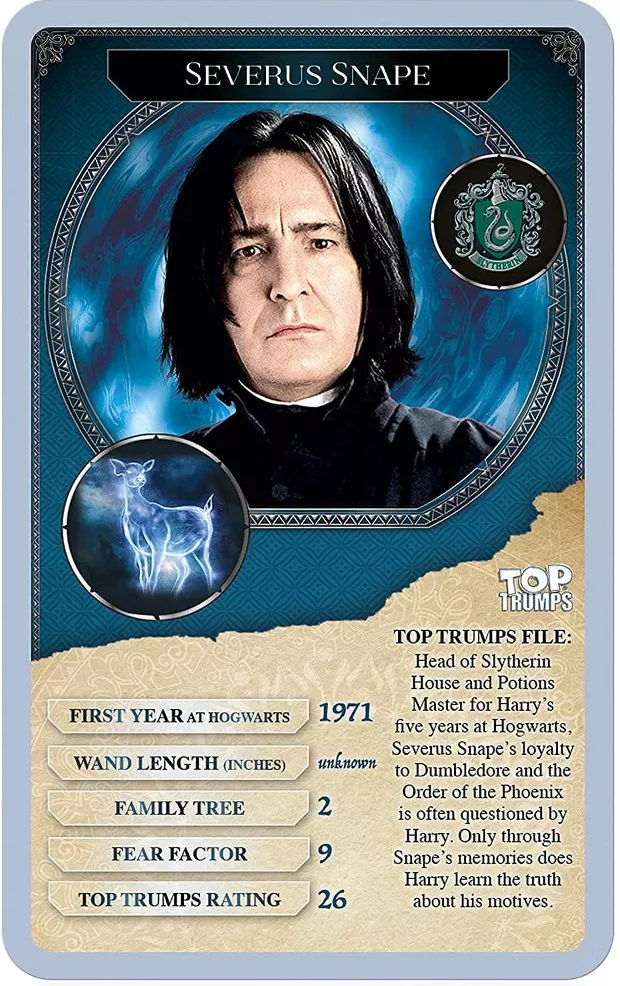 SEVERUS SNAPE
SLYTHERIN
TOP
TRUMPS
TOP TRUMPS FILE:
Head of Slytherin
House and Potions
Master for Harry's
five years at Hogwarts,
Severus Snape's loyalty
to Dumbledore and the
Order of the Phoenix
is often questioned by
Harry. Only through
Snape's memories does
Harry learn the truth
about his motives.
FIRST YEAR AT HOGWARTS 1971
WAND LENGTH (INCHES) unknown
FAMILY TREE 2
FEAR FACTOR 9
TOP TRUMPS RATING 26